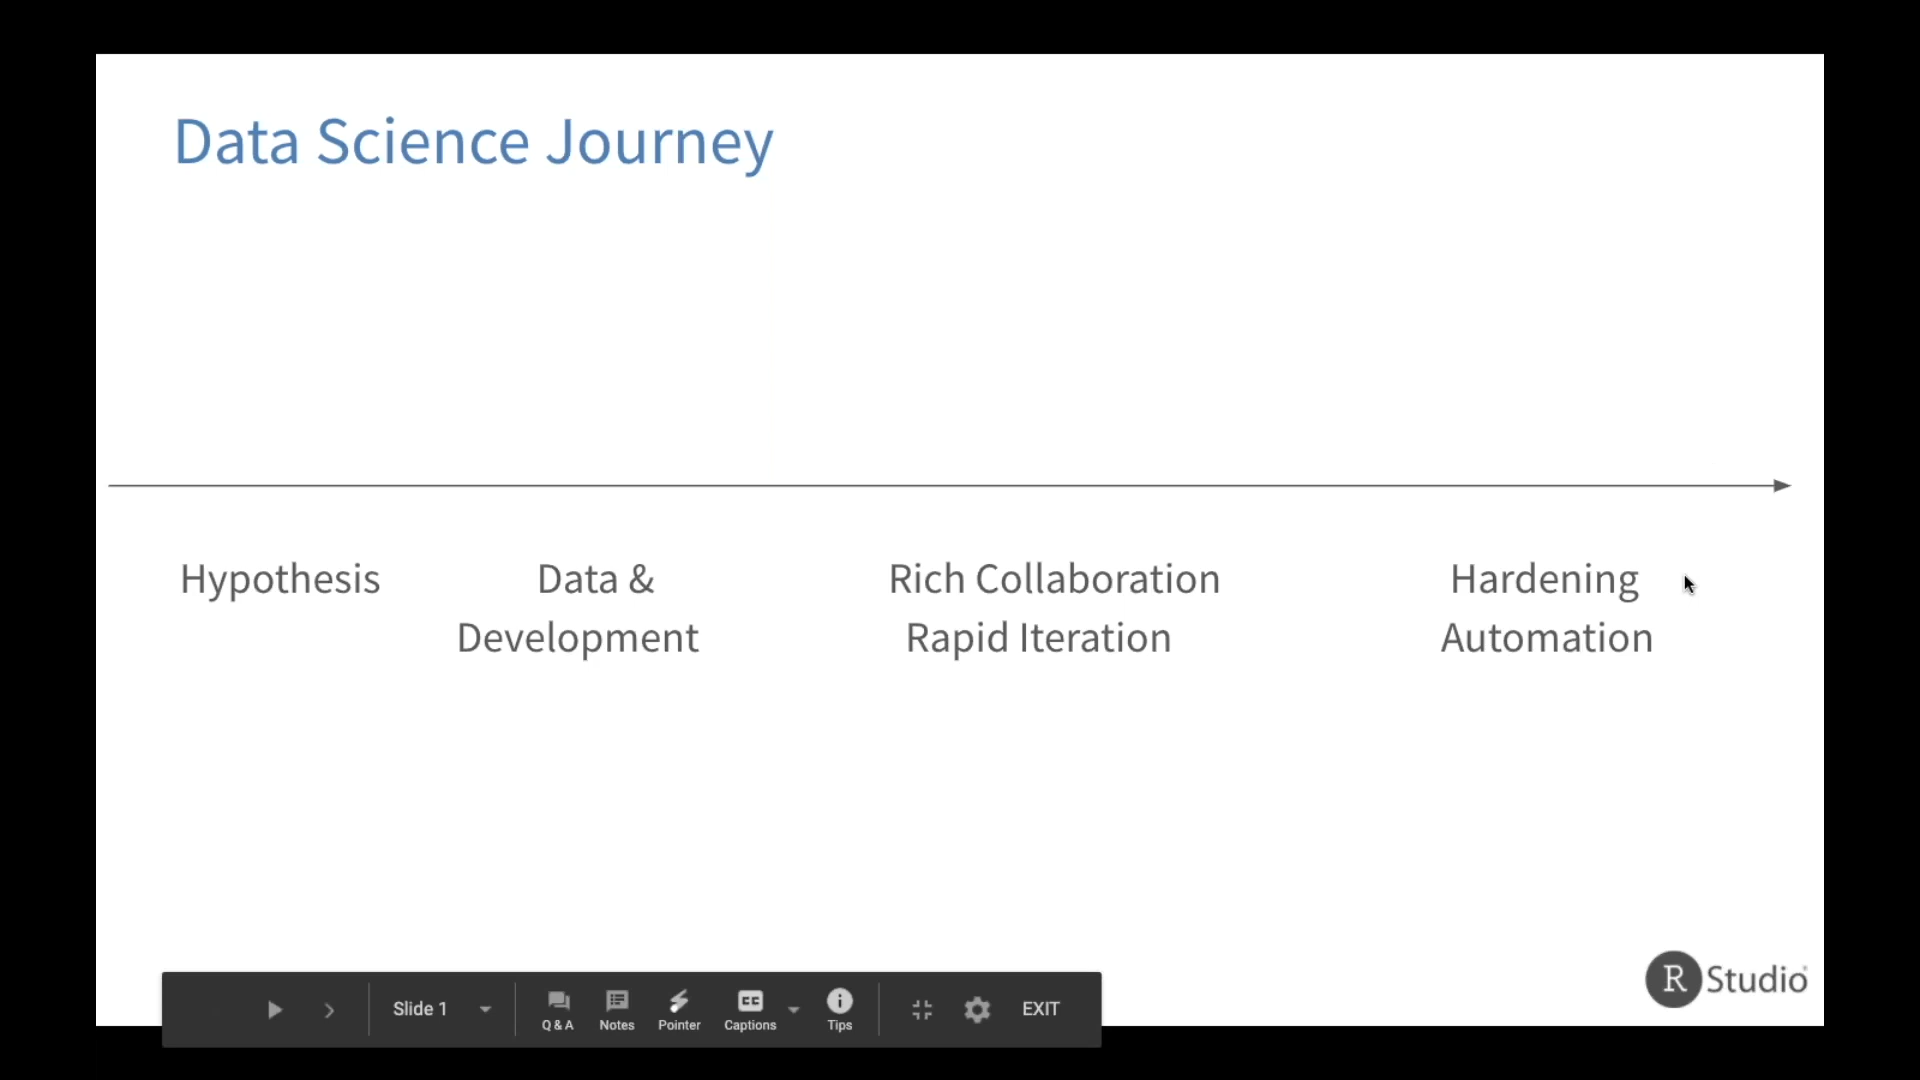 Data Science Journey
Hypothesis
Data &
Development
Rich Collaboration
Rapid Iteration
Hardening
Automation
R Studio
Slide 1
Q & A
Notes
Pointer
CC
Captions
Tips
EXIT